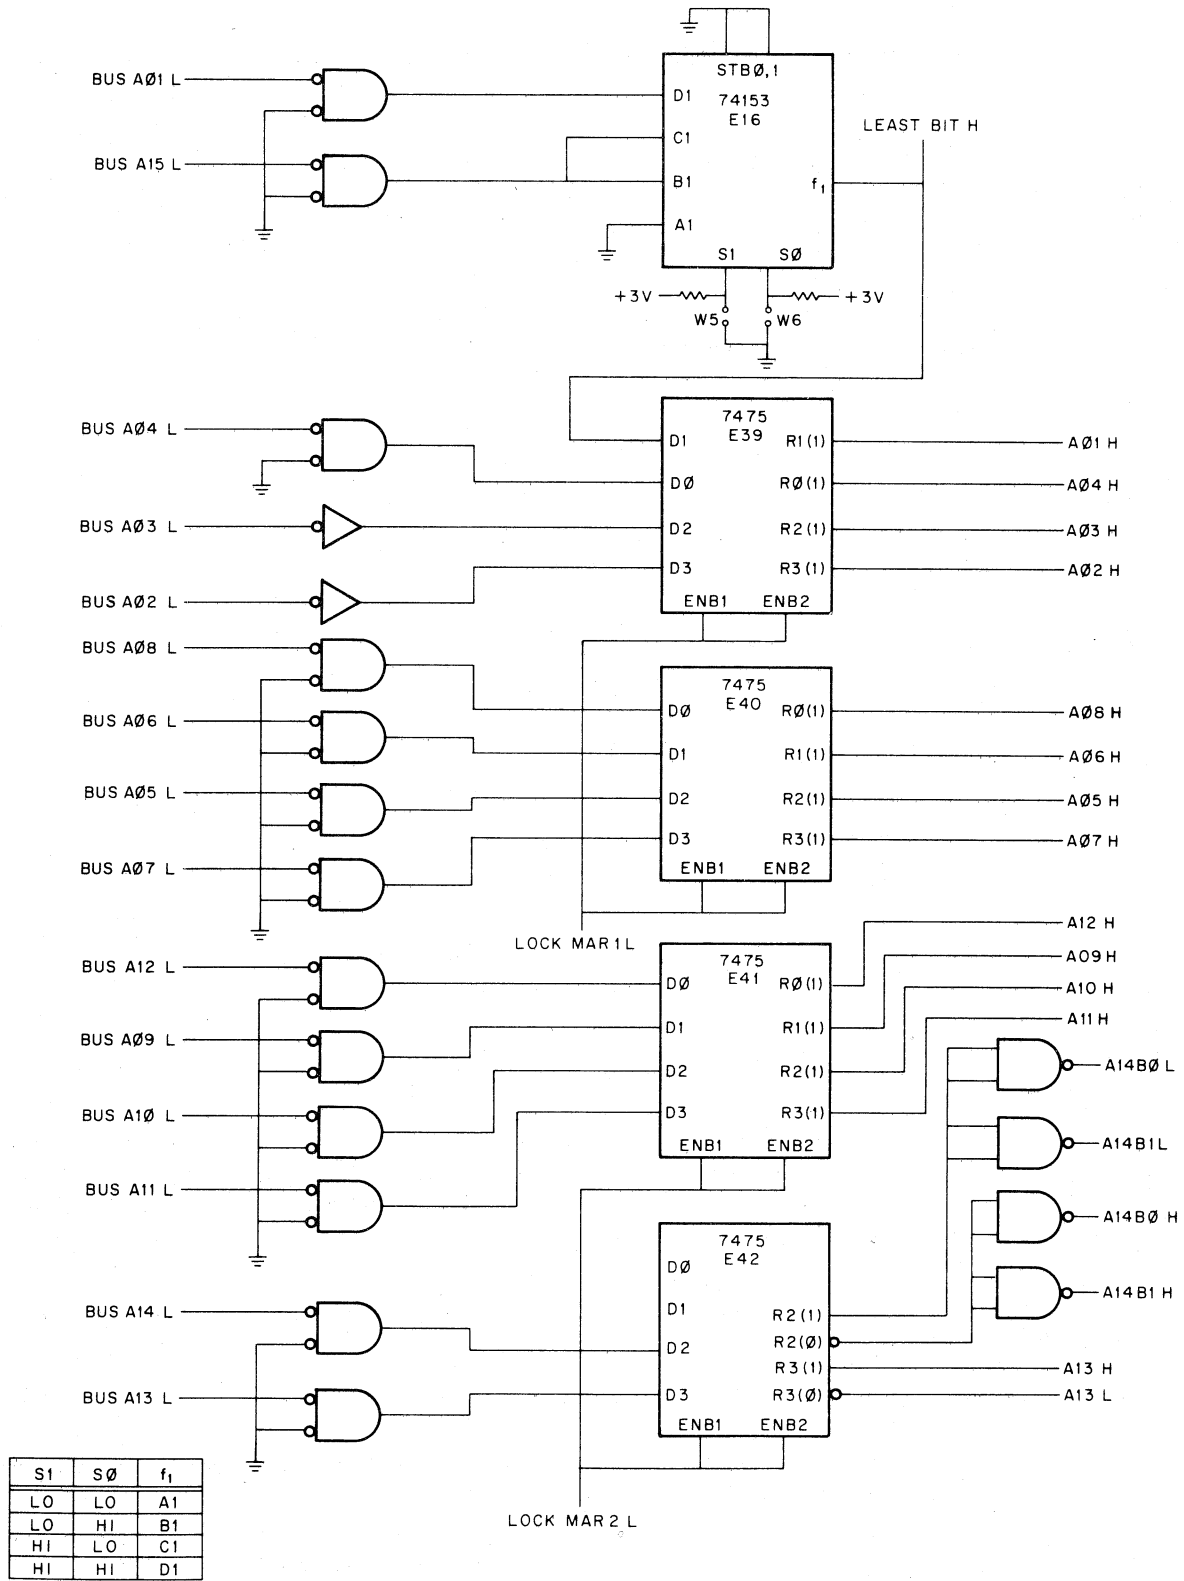 BUS AØ1 L
STBØ,1
74153
E16
D1
LEAST BIT H
C1
BUS A15 L
B1
f1
A1
S1 SØ
+3V
+3V
W5
W6
BUS AØ4 L
7475
E39
D1
R1(1)
AØ1 H
DØ
RØ(1)
AØ4 H
BUS AØ3 L
D2
R2(1)
AØ3 H
D3
R3(1)
AØ2 H
BUS AØ2 L
ENB1 ENB2
BUS AØ8 L
7475
E40
DØ
RØ(1)
AØ8 H
BUS AØ6 L
D1
R1(1)
AØ6 H
BUS AØ5 L
D2
R2(1)
AØ5 H
D3
R3(1)
AØ7 H
BUS AØ7 L
ENB1 ENB2
LOCK MAR 1 L
A12 H
AO9 H
BUS A12 L
7475
E41
DØ
RØ(1)
A1O H
A11 H
BUS AØ9 L
D1
R1(1)
D2
R2(1)
A14BØ L
BUS A1Ø L
D3
R3(1)
ENB1 ENB2
A14B1L
BUS A11 L
A14BØ H
7475
E42
DØ
BUS A14 L
D1
R2(1)
A14B1 H
D2
R2(Ø)
R3(1)
A13 H
BUS A13 L
D3
R3(Ø)
A13 L
ENB1 ENB2
LOCK MAR 2 L
S1 SØ f1
LO LO A1
LO HI B1
HI LO C1
HI HI D1